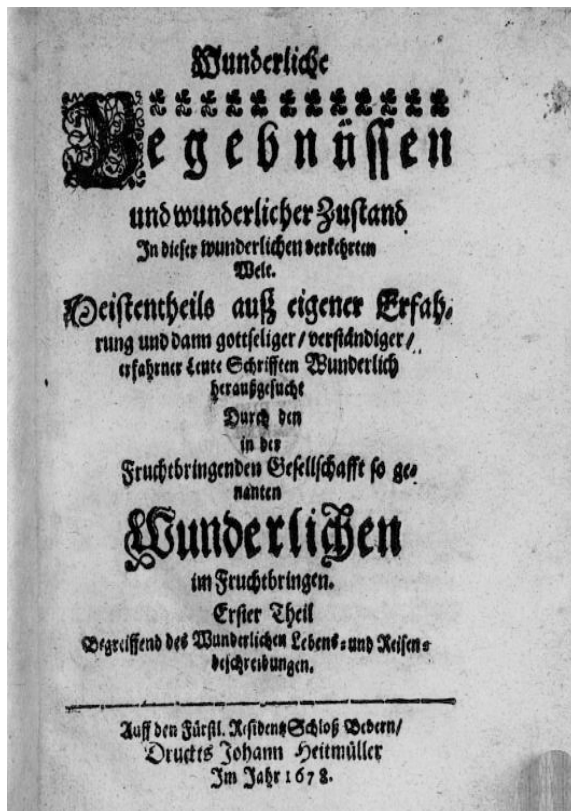 Wunderliche
Begebnüssen
und wunderlicher Zustand
In dieser wunderlichen verkehrten
Welt.
Meistentheils auß eigener Erfah-
rung und dann gottseliger/ verständiger/
erfahrner Leute Schrifften Wunderlich
heraußgesucht
Durch den
in der
Fruchtbringenden Gesellschafft so ge-
nanten
Wunderlichen
im Fruchtbringen.
Erster Theil
Begreiffend des Wunderlichen Lebens- und Reisen-
beschreibungen.
Auff den Fürstl. Residentz Schloß Bevern/
Druckts Johann Heitmüller
Im Jahr 1678.